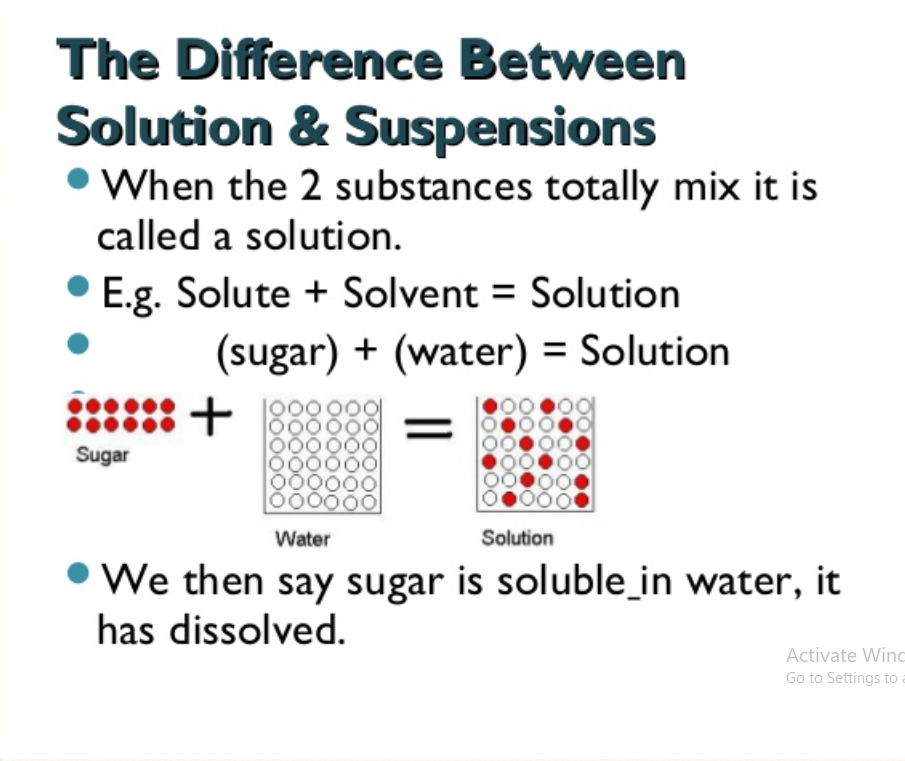 The Difference Between
Solution & Suspensions
When the 2 substances totally mix it is
called a solution.
E.g. Solute + Solvent = Solution
(sugar) + (water) = Solution
+ =
Sugar
Water
Solution
We then say sugar is soluble_in water, it
has dissolved.
Activate Winc
Go to Settings to a